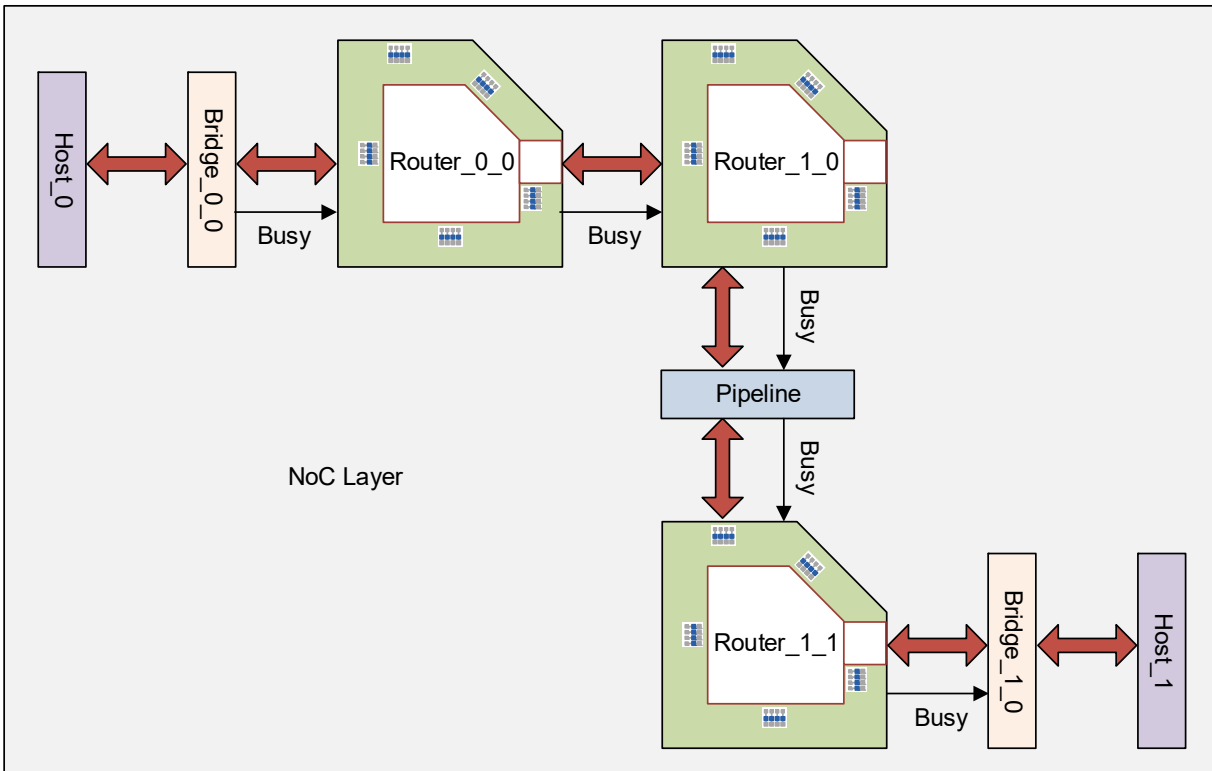 Host_0
Bridge_0_0
Busy
Router_0_0
Busy
Router_1_0
Busy
Pipeline
Busy
NoC Layer
Router_1_1
Busy
Bridge_1_0
Host_1